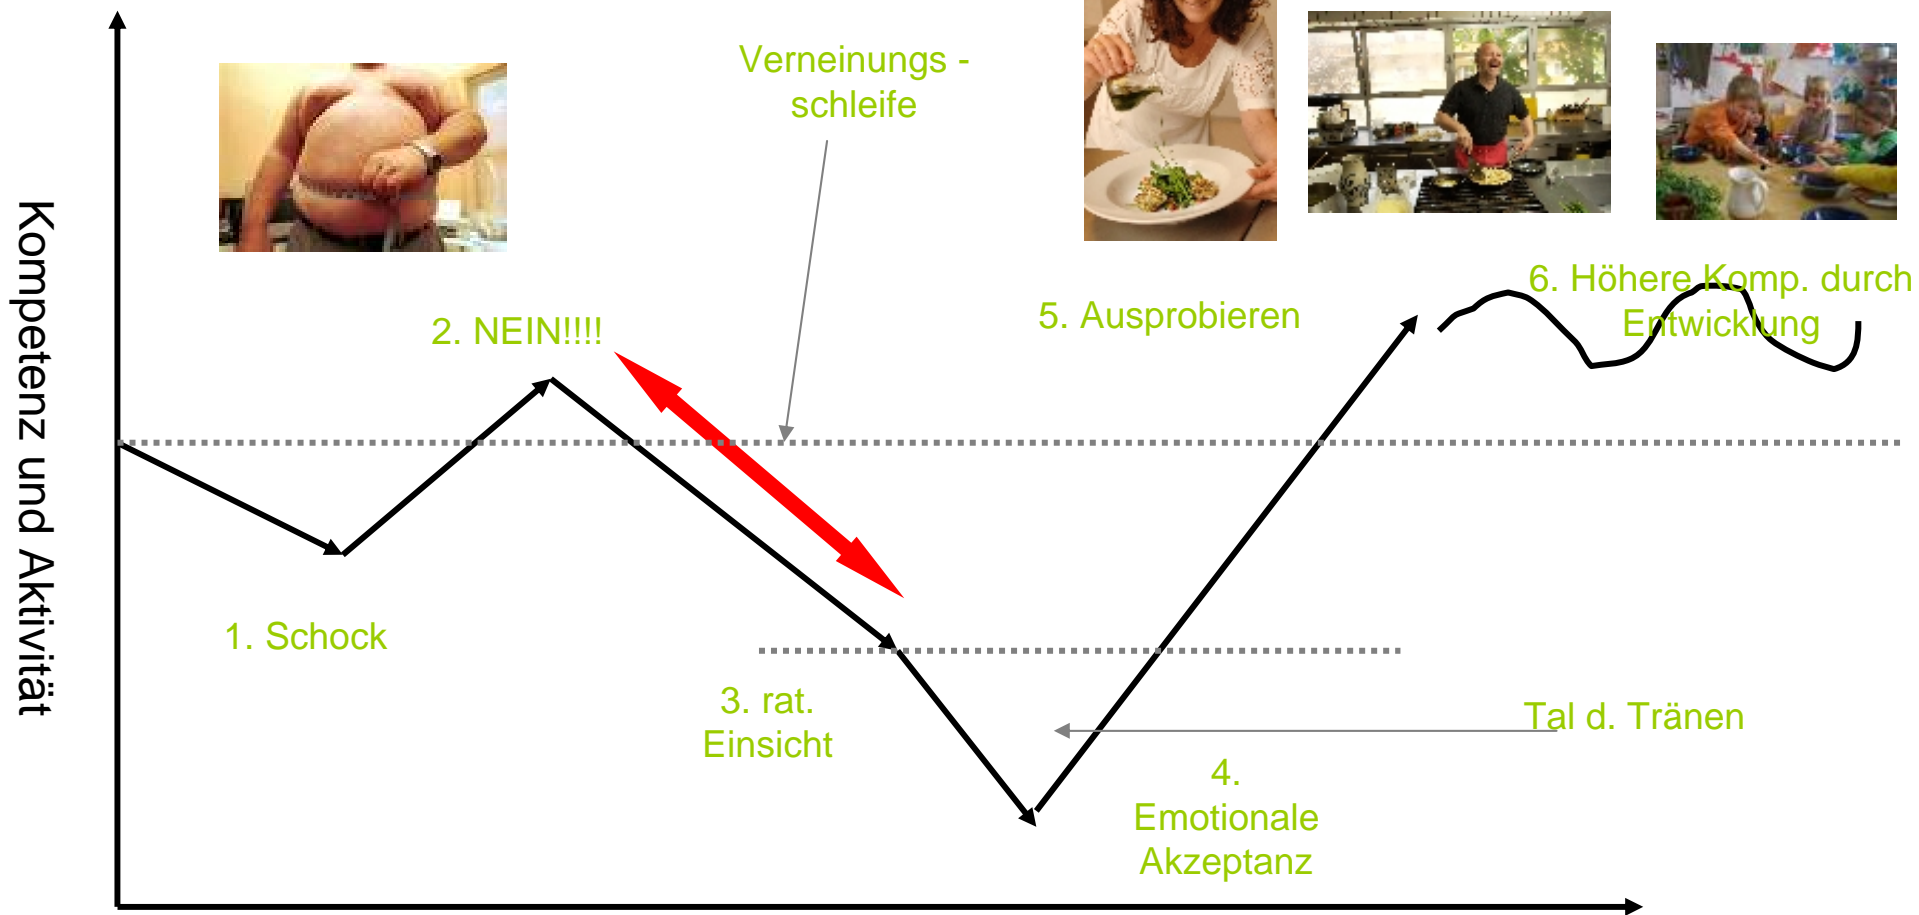 Kompetenz und Aktivität
Verneinungs -
schleife
2. NEIN!!!!
5. Ausprobieren
6. Höhere Komp. durch
Entwicklung
1. Schock
3. rat.
Einsicht
Tal d. Tränen
4.
Emotionale
Akzeptanz